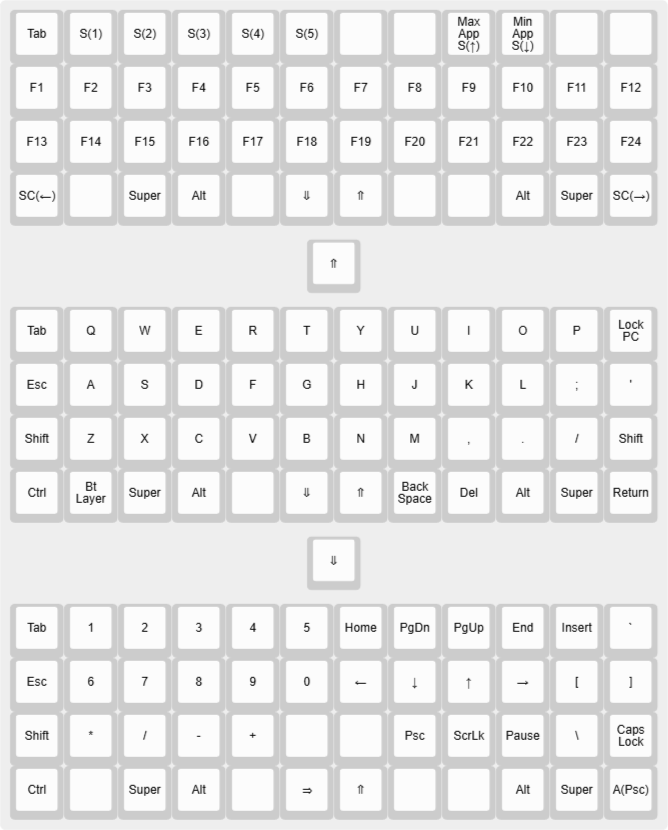 Tab S(1) S(2) S(3) S(4) S(5) Max App S(↑) Min App S(↓)
F1 F2 F3 F4 F5 F6 F7 F8 F9 F10 F11 F12
F13 F14 F15 F16 F17 F18 F19 F20 F21 F22 F23 F24
SC(←) Super Alt ⇓ ⇑ Alt Super SC(→)
⇑
Tab Q W E R T Y U I O P Lock PC
Esc A S D F G H J K L ; '
Shift Z X C V B N M , . / Shift
Ctrl Bt Layer Super Alt ⇓ ⇑ Back Space Del Alt Super Return
⇓
Tab 1 2 3 4 5 Home PgDn PgUp End Insert `
Esc 6 7 8 9 0 ← ↓ ↑ → [ ]
Shift * / - + Psc ScrLk Pause \ Caps Lock
Ctrl Super Alt ⇒ ⇑ Alt Super A(Psc)